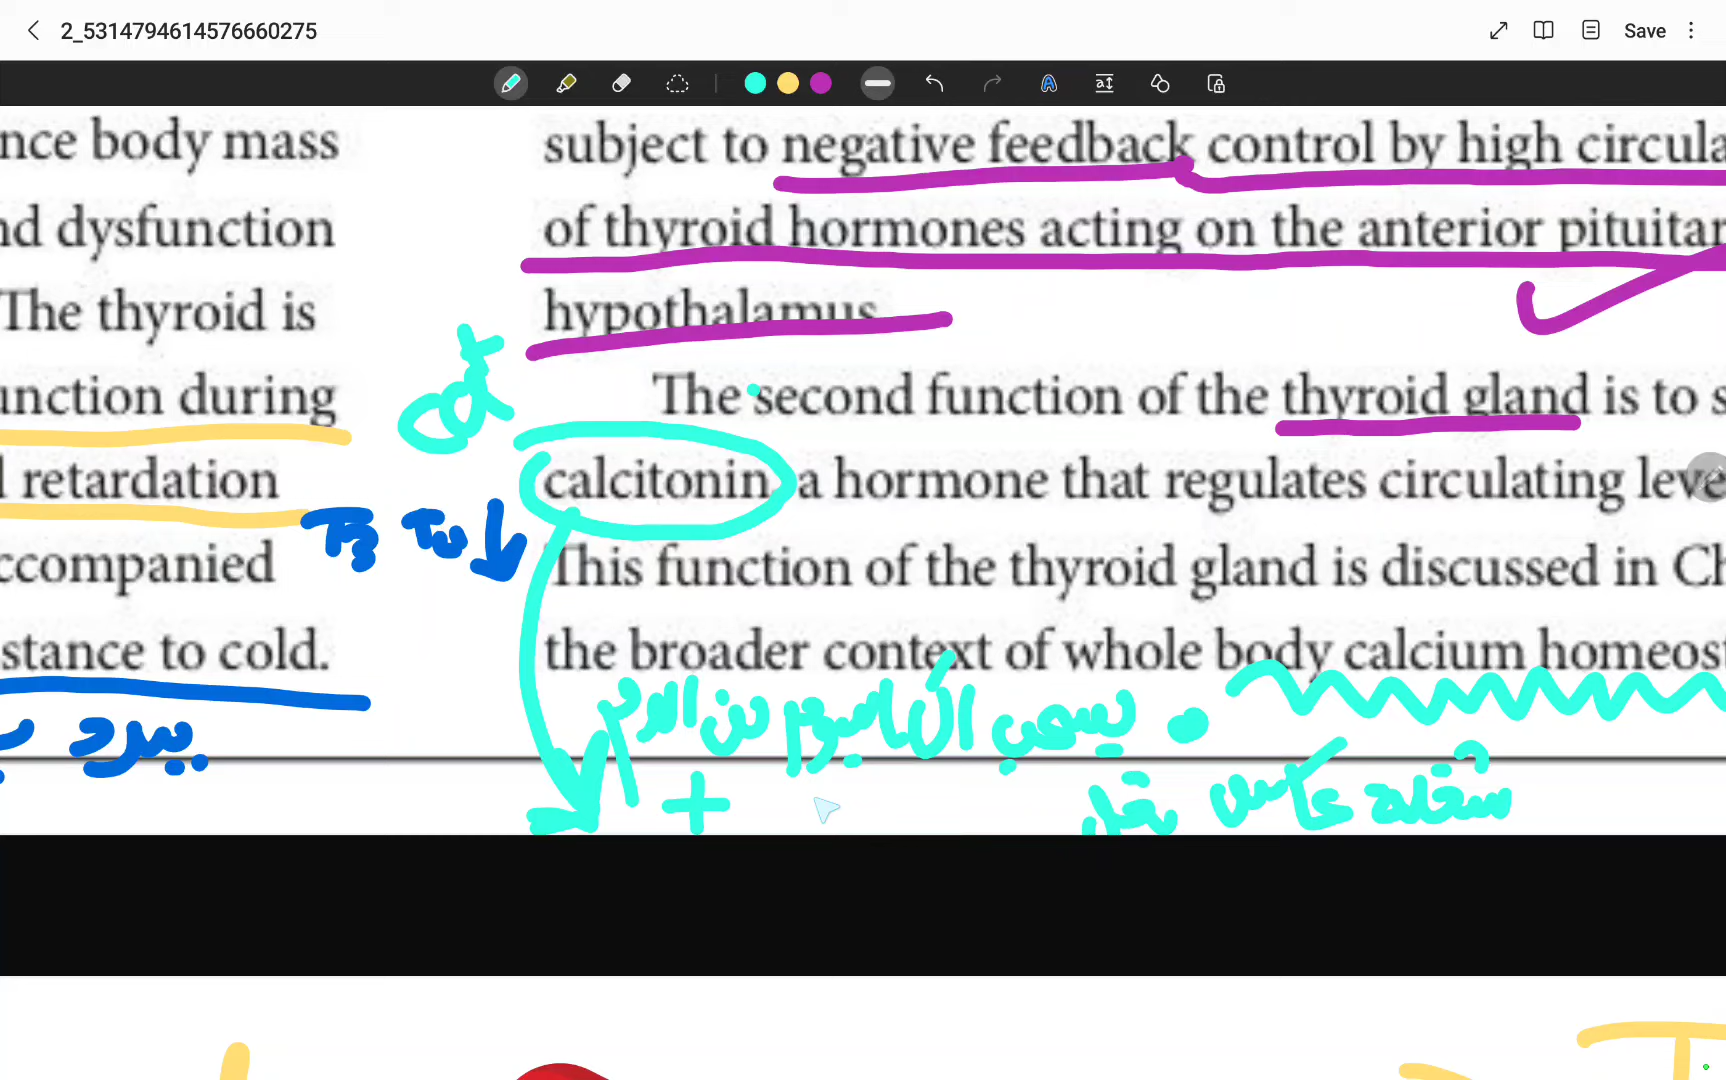 2_5314794614576660275
Save
nce body mass
nd dysfunction
The thyroid is
unction during
l retardation
ccompanied
stance to cold.
T3 T4
يبرد
subject to negative feedback control by high circula
of thyroid hormones acting on the anterior pituitar
hypothalamus
The second function of the thyroid gland is to s
calcitonin, a hormone that regulates circulating leve
This function of the thyroid gland is discussed in Ch
the broader context of whole body calcium homeost
يسحب الكالسيوم من الدم
+